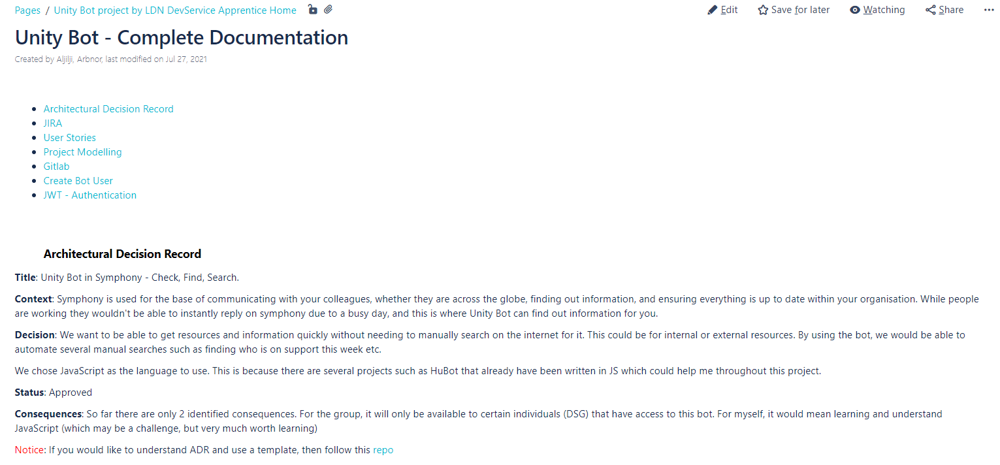 Pages / Unity Bot project by LDN DevService Apprentice Home
Edit Save for later Watching Share
Unity Bot - Complete Documentation
Created by Aljilji, Arbnor, last modified on Jul 27, 2021
Architectural Decision Record
JIRA
User Stories
Project Modelling
Gitlab
Create Bot User
JWT - Authentication
Architectural Decision Record
Title: Unity Bot in Symphony - Check, Find, Search.
Context: Symphony is used for the base of communicating with your colleagues, whether they are across the globe, finding out information, and ensuring everything is up to date within your organisation. While people
are working they wouldn't be able to instantly reply on symphony due to a busy day, and this is where Unity Bot can find out information for you.
Decision: We want to be able to get resources and information quickly without needing to manually search on the internet for it. This could be for internal or external resources. By using the bot, we would be able to
automate several manual searches such as finding who is on support this week etc.
We chose JavaScript as the language to use. This is because there are several projects such as HuBot that already have been written in JS which could help me throughout this project.
Status: Approved
Consequences: So far there are only 2 identified consequences. For the group, it will only be available to certain individuals (DSG) that have access to this bot. For myself, it would mean learning and understand
JavaScript (which may be a challenge, but very much worth learning)
Notice: If you would like to understand ADR and use a template, then follow this repo